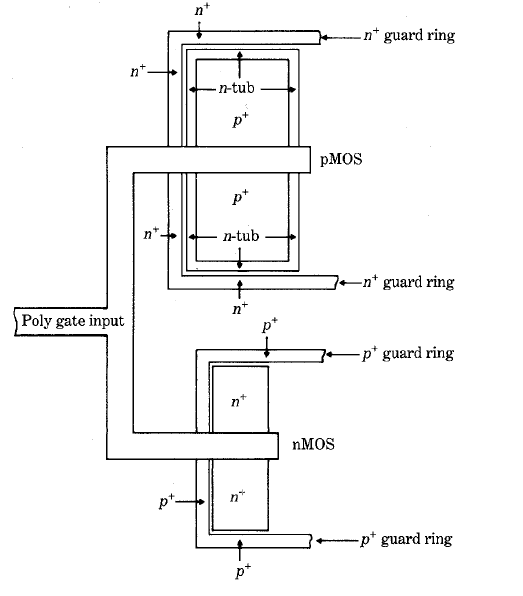 n⁺
n⁺ guard ring
n⁺
n-tub
p⁺
pMOS
p⁺
n⁺
n-tub
n⁺ guard ring
n⁺
Poly gate input
p⁺
p⁺ guard ring
n⁺
nMOS
p⁺
n⁺
p⁺ guard ring
p⁺